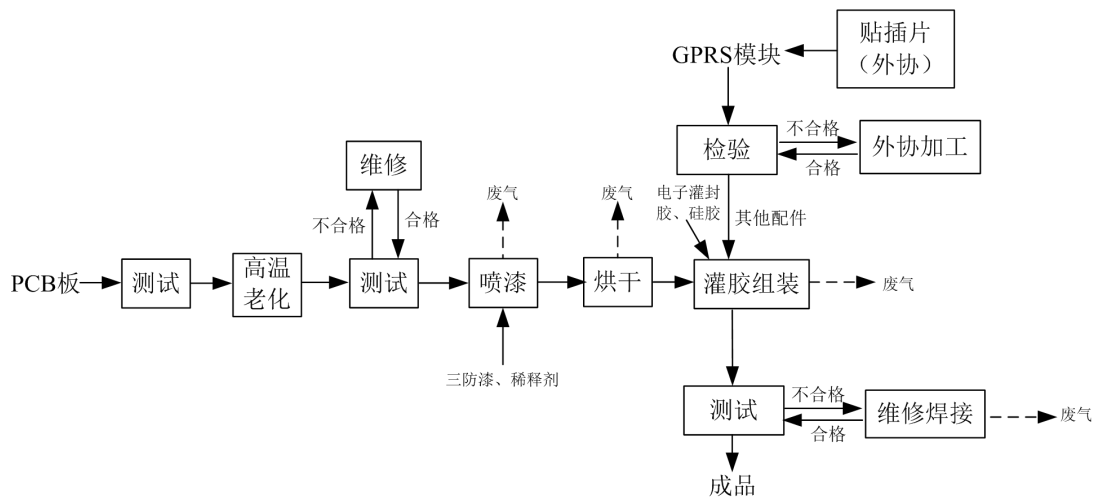 贴插片
（外协）
GPRS模块
检验
不合格
合格
外协加工
维修
不合格
合格
废气
废气
电子灌封
胶、硅胶
其他配件
PCB板
测试
高温
老化
测试
喷漆
烘干
灌胶组装
废气
三防漆、稀释剂
测试
不合格
合格
维修焊接
废气
成品